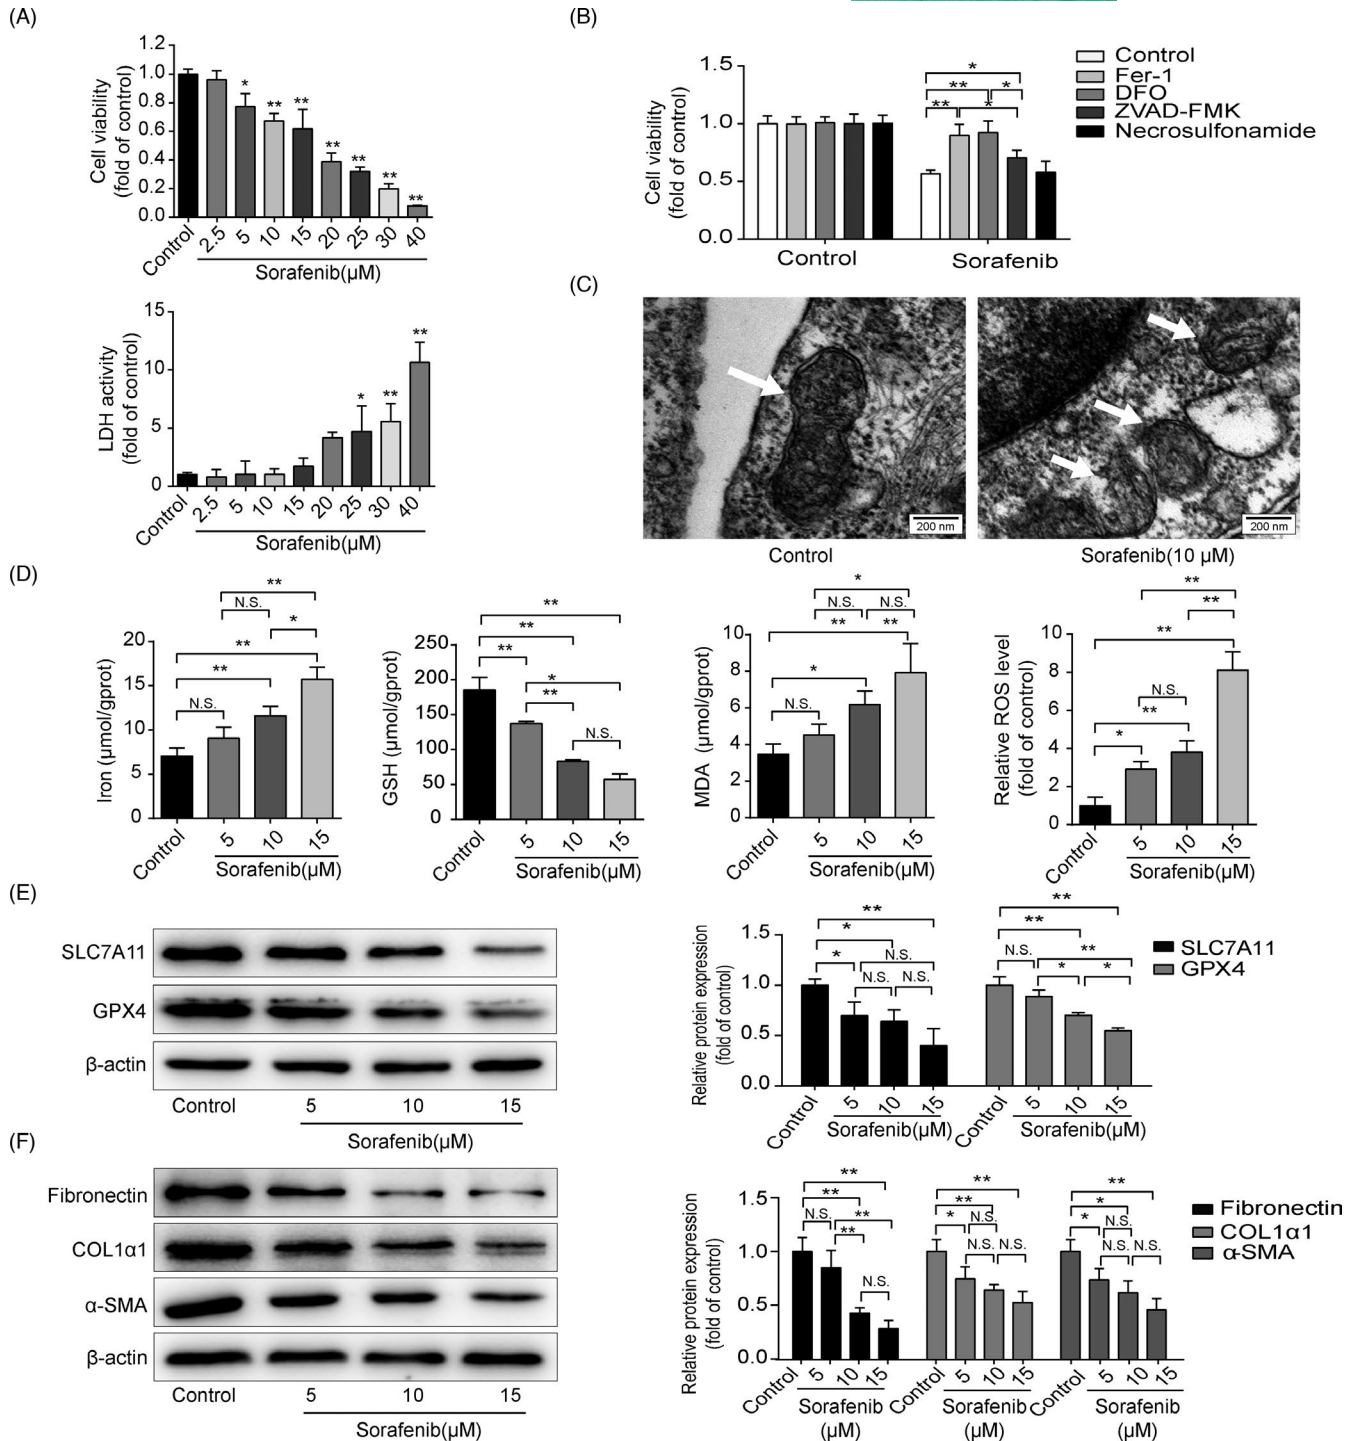 (A)
Cell viability
(fold of control)
1.2
1.0
0.8
0.6
0.4
0.2
0.0
* ** ** ** ** ** **
Control 2.5 5 10 15 20 25 30 40
Sorafenib(μM)
LDH activity
(fold of control)
15
10
5
0
* ** **
Control 2.5 5 10 15 20 25 30 40
Sorafenib(μM)
(B)
Cell viability
(fold of control)
1.5
1.0
0.5
0.0
*
** *
** *
Control Sorafenib
Control
Fer-1
DFO
ZVAD-FMK
Necrosulfonamide
(C)
200 nm
200 nm
Control
Sorafenib(10 μM)
(D)
Iron (μmol/gprot)
20
15
10
5
0
**
N.S.
*
**
**
N.S.
Control 5 10 15
Sorafenib(μM)
GSH (μmol/gprot)
250
200
150
100
50
0
**
**
**
*
**
N.S.
Control 5 10 15
Sorafenib(μM)
MDA (μmol/gprot)
10
8
6
4
2
0
*
N.S. N.S.
** **
*
N.S.
Control 5 10 15
Sorafenib(μM)
Relative ROS level
(fold of control)
10
8
6
4
2
0
**
**
**
N.S.
**
*
Control 5 10 15
Sorafenib(μM)
(E)
SLC7A11
GPX4
β-actin
Control 5 10 15
Sorafenib(μM)
Relative protein expression
(fold of control)
1.5
1.0
0.5
0.0
**
*
* N.S.
N.S. N.S.
**
**
N.S. **
* *
Control 5 10 15 Control 5 10 15
Sorafenib(μM) Sorafenib(μM)
SLC7A11
GPX4
(F)
Fibronectin
COL1α1
α-SMA
β-actin
Control 5 10 15
Sorafenib(μM)
Relative protein expression
(fold of control)
1.5
1.0
0.5
0.0
**
**
N.S. **
**
N.S.
**
**
* N.S.
N.S. N.S.
**
*
* N.S.
N.S. N.S.
Control 5 10 15 Control 5 10 15 Control 5 10 15
Sorafenib Sorafenib Sorafenib
(μM) (μM) (μM)
Fibronectin
COL1α1
α-SMA